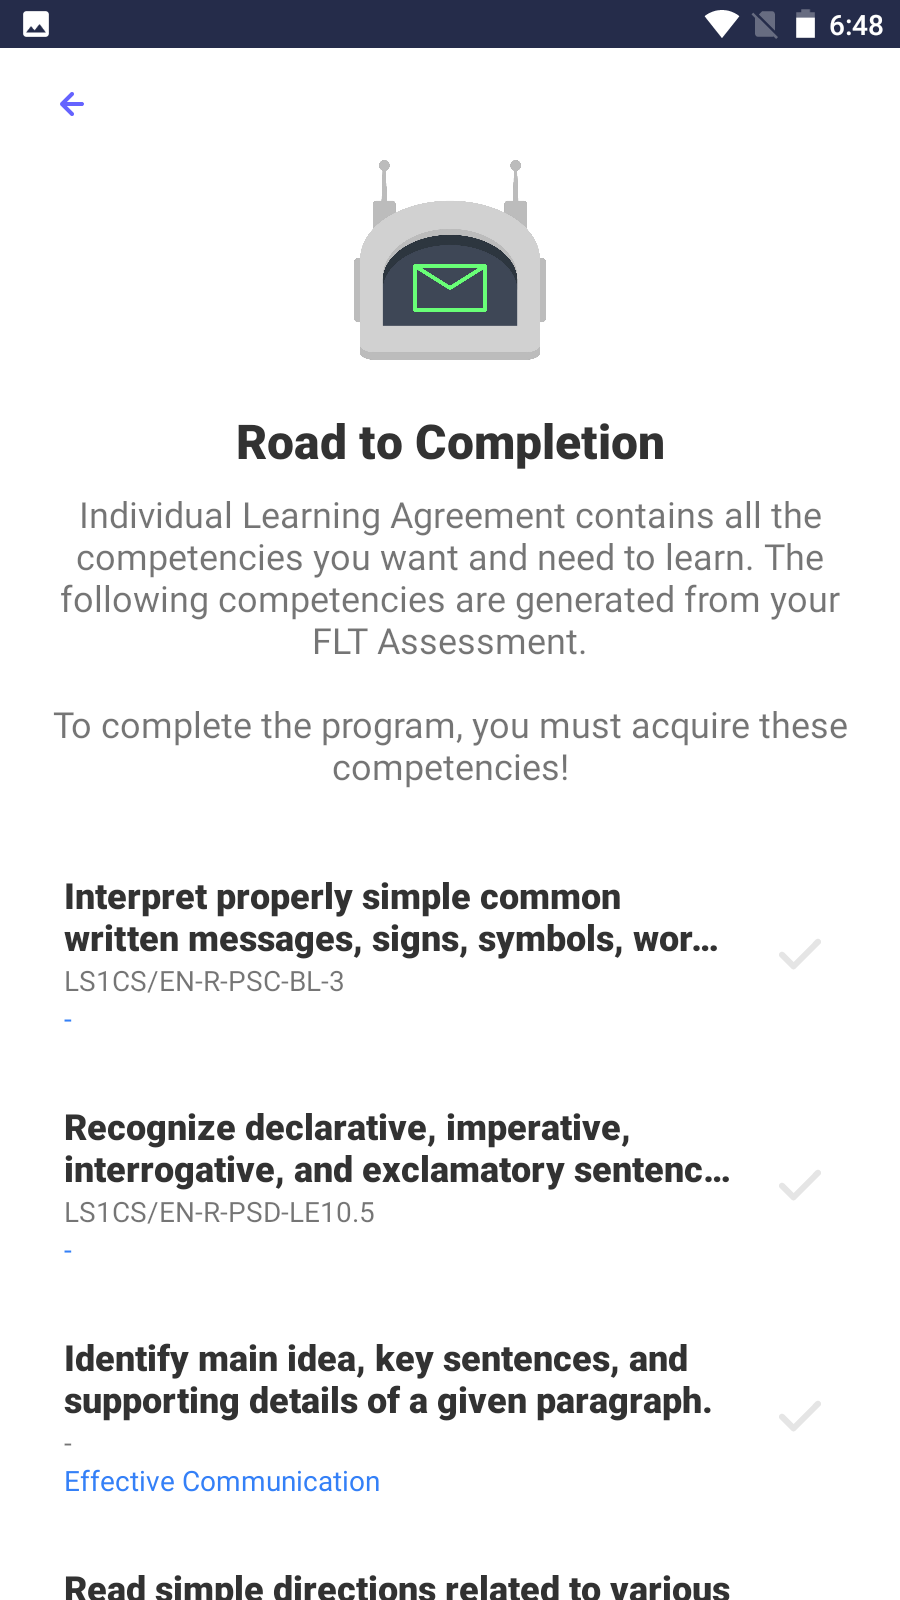 6:48
Road to Completion
Individual Learning Agreement contains all the
competencies you want and need to learn. The
following competencies are generated from your
FLT Assessment.
To complete the program, you must acquire these
competencies!
Interpret properly simple common
written messages, signs, symbols, wor...
LS1CS/EN-R-PSC-BL-3
-
Recognize declarative, imperative,
interrogative, and exclamatory sentenc...
LS1CS/EN-R-PSD-LE10.5
-
Identify main idea, key sentences, and
supporting details of a given paragraph.
-
Effective Communication
Read simple directions related to various